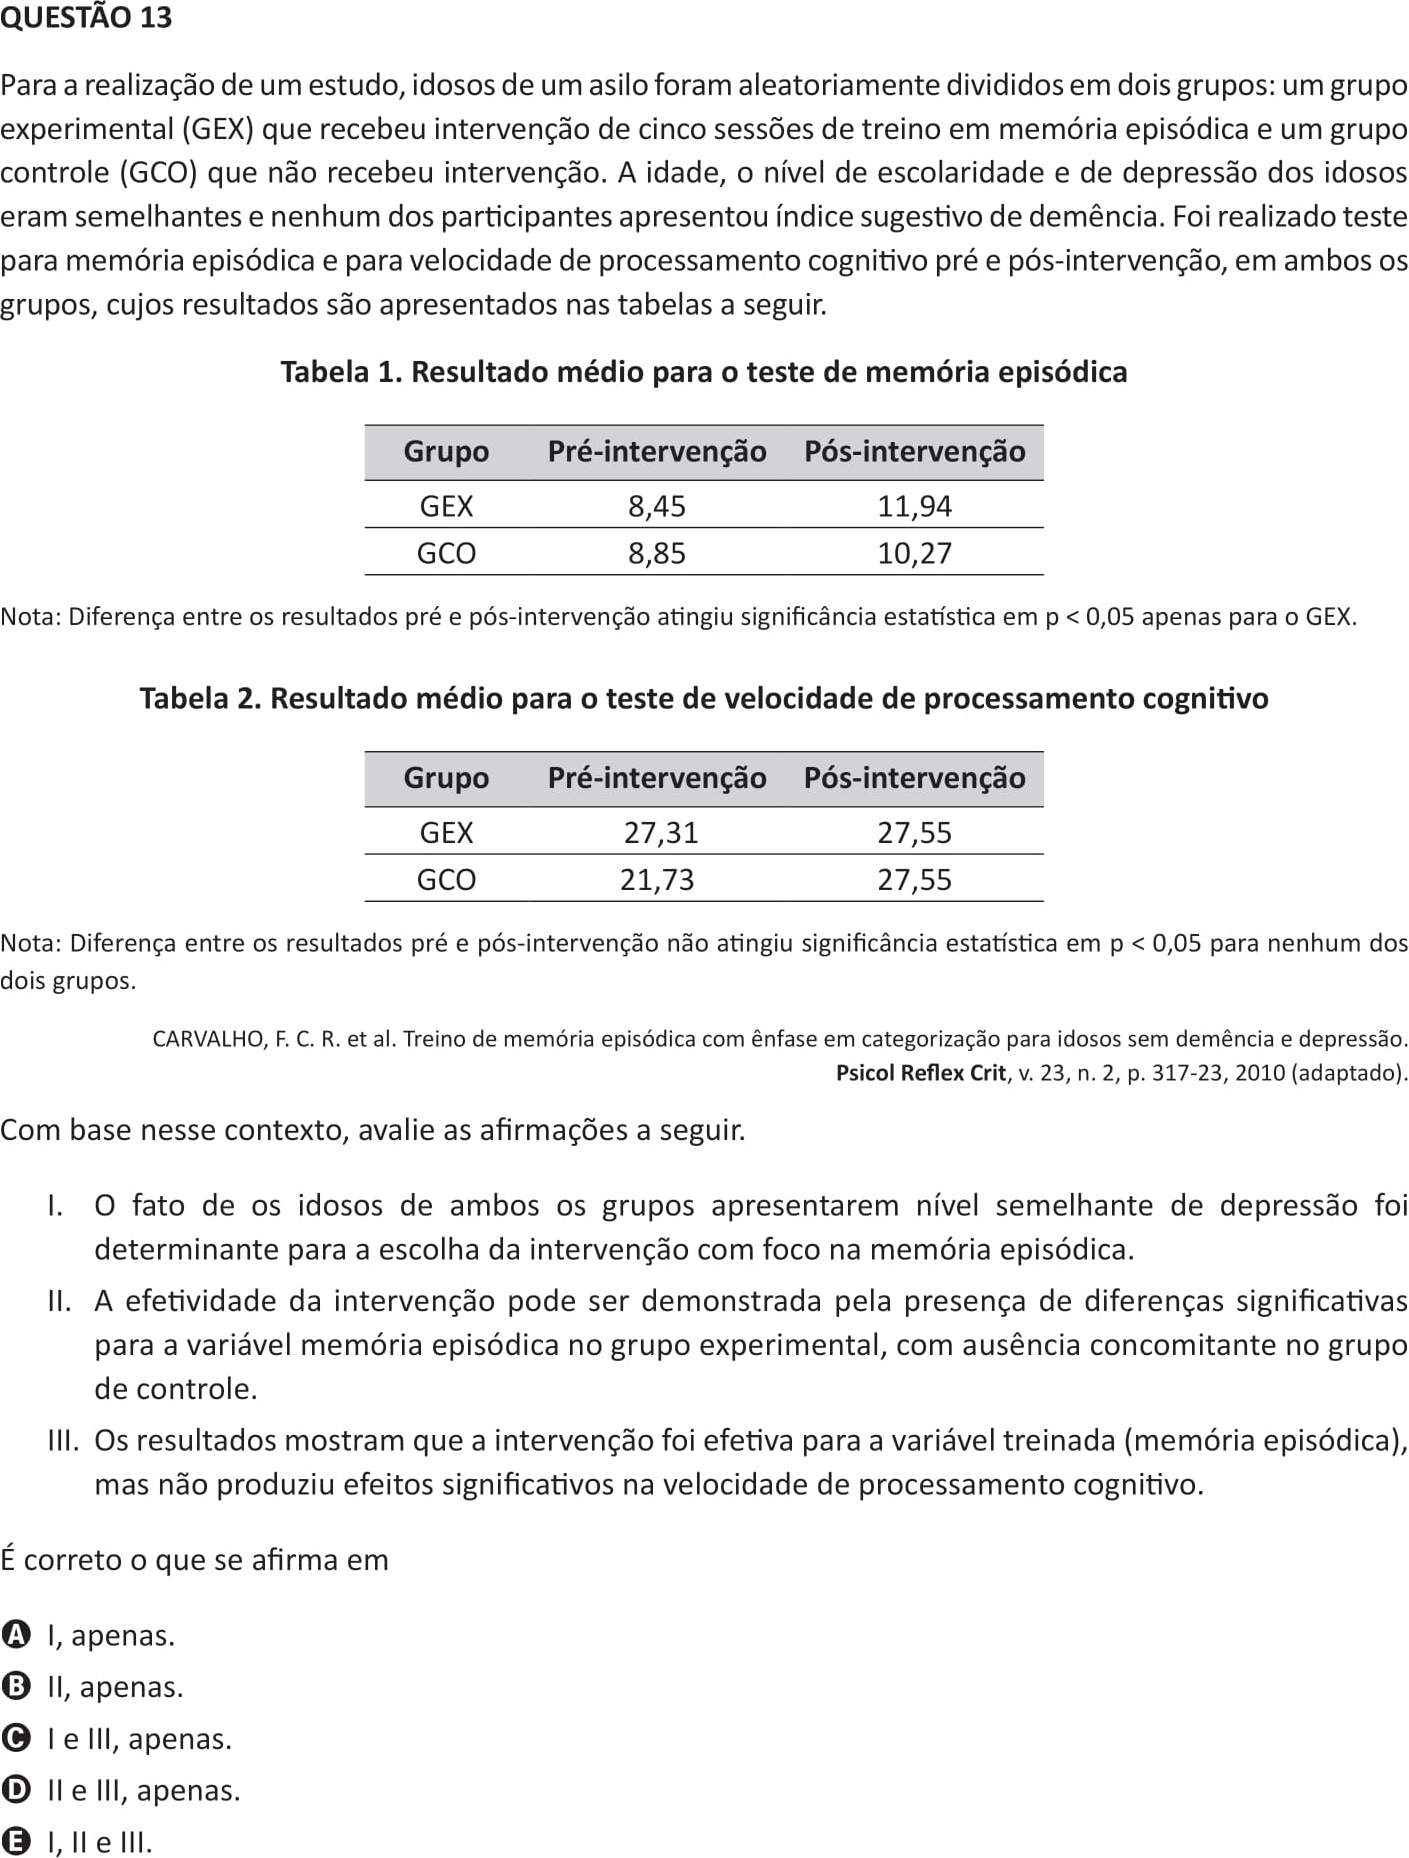 QUESTÃO 13
Para a realização de um estudo, idosos de um asilo foram aleatoriamente divididos em dois grupos: um grupo
experimental (GEX) que recebeu intervenção de cinco sessões de treino em memória episódica e um grupo
controle (GCO) que não recebeu intervenção. A idade, o nível de escolaridade e de depressão dos idosos
eram semelhantes e nenhum dos participantes apresentou índice sugestivo de demência. Foi realizado teste
para memória episódica e para velocidade de processamento cognitivo pré e pós-intervenção, em ambos os
grupos, cujos resultados são apresentados nas tabelas a seguir.
Tabela 1. Resultado médio para o teste de memória episódica
Grupo Pré-intervenção Pós-intervenção
GEX 8,45 11,94
GCO 8,85 10,27
Nota: Diferença entre os resultados pré e pós-intervenção atingiu significância estatística em p < 0,05 apenas para o GEX.
Tabela 2. Resultado médio para o teste de velocidade de processamento cognitivo
Grupo Pré-intervenção Pós-intervenção
GEX 27,31 27,55
GCO 21,73 27,55
Nota: Diferença entre os resultados pré e pós-intervenção não atingiu significância estatística em p < 0,05 para nenhum dos
dois grupos.
CARVALHO, F. C. R. et al. Treino de memória episódica com ênfase em categorização para idosos sem demência e depressão.
Psicol Reflex Crit, v. 23, n. 2, p. 317-23, 2010 (adaptado).
Com base nesse contexto, avalie as afirmações a seguir.
I. O fato de os idosos de ambos os grupos apresentarem nível semelhante de depressão foi
determinante para a escolha da intervenção com foco na memória episódica.
II. A efetividade da intervenção pode ser demonstrada pela presença de diferenças significativas
para a variável memória episódica no grupo experimental, com ausência concomitante no grupo
de controle.
III. Os resultados mostram que a intervenção foi efetiva para a variável treinada (memória episódica),
mas não produziu efeitos significativos na velocidade de processamento cognitivo.
É correto o que se afirma em
A I, apenas.
B II, apenas.
C I e III, apenas.
D II e III, apenas.
E I, II e III.